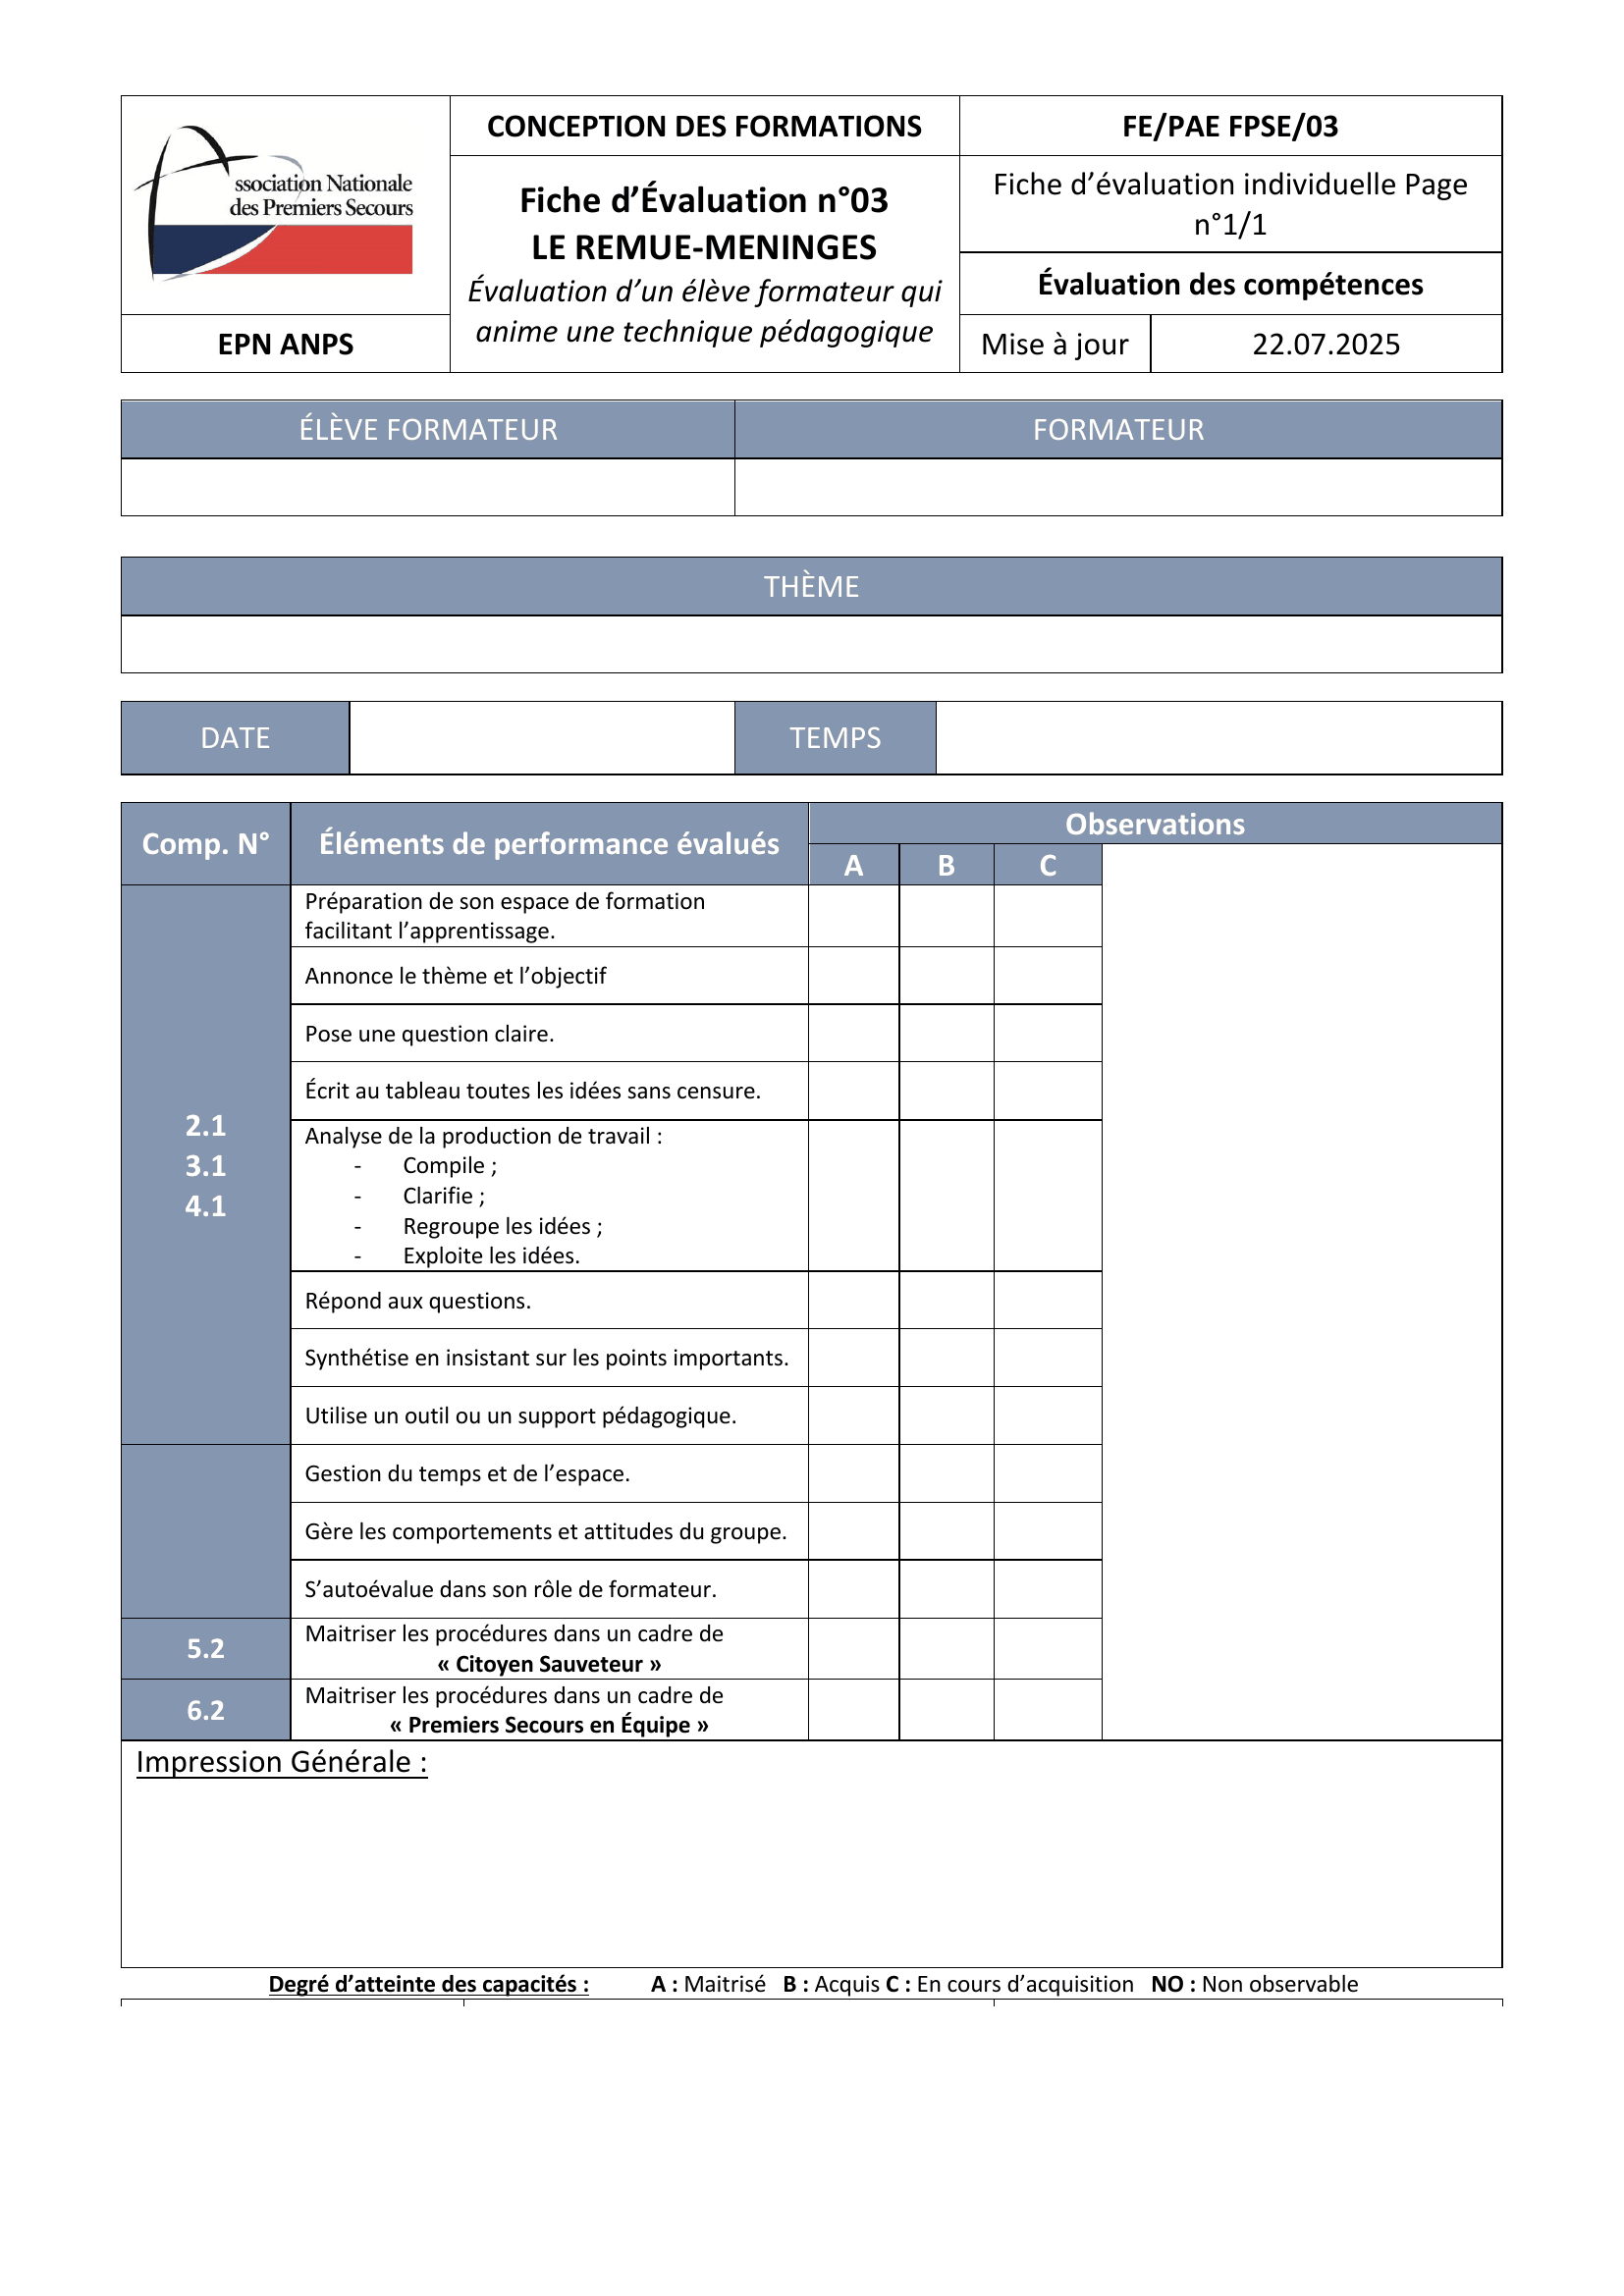 ssociation Nationale
des Premiers Secours
EPN ANPS
CONCEPTION DES FORMATIONS
Fiche d’Évaluation n°03
LE REMUE-MENINGES
Évaluation d’un élève formateur qui
anime une technique pédagogique
FE/PAE FPSE/03
Fiche d’évaluation individuelle Page
n°1/1
Évaluation des compétences
Mise à jour 22.07.2025
ÉLÈVE FORMATEUR FORMATEUR
THÈME
DATE TEMPS
Comp. N° Éléments de performance évalués Observations
A B C
2.1
3.1
4.1
Préparation de son espace de formation
facilitant l’apprentissage.
Annonce le thème et l’objectif
Pose une question claire.
Écrit au tableau toutes les idées sans censure.
Analyse de la production de travail :
- Compile ;
- Clarifie ;
- Regroupe les idées ;
- Exploite les idées.
Répond aux questions.
Synthétise en insistant sur les points importants.
Utilise un outil ou un support pédagogique.
Gestion du temps et de l’espace.
Gère les comportements et attitudes du groupe.
S’autoévalue dans son rôle de formateur.
5.2
Maitriser les procédures dans un cadre de
« Citoyen Sauveteur »
6.2
Maitriser les procédures dans un cadre de
« Premiers Secours en Équipe »
Impression Générale :
Degré d’atteinte des capacités : A : Maitrisé B : Acquis C : En cours d’acquisition NO : Non observable